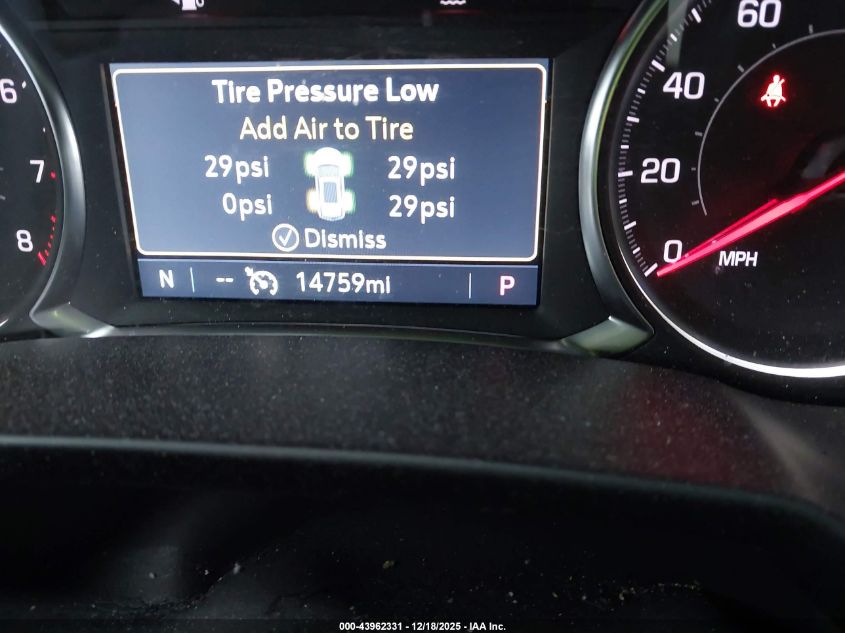 Tire Pressure Low
Add Air to Tire
29psi 29psi
0psi 29psi
Dismiss
N -- 14759mi P
6
7
8
60
40
20
0
MPH
000-43962331 - 12/18/2025 - IAA Inc.